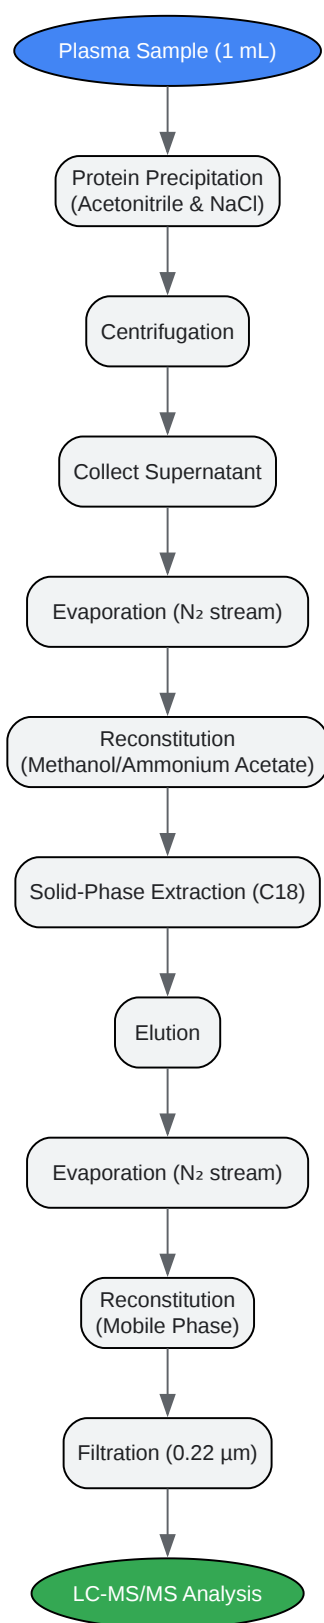 Plasma Sample (1 mL)
Protein Precipitation
(Acetonitrile & NaCl)
Centrifugation
Collect Supernatant
Evaporation (N₂ stream)
Reconstitution
(Methanol/Ammonium Acetate)
Solid-Phase Extraction (C18)
Elution
Evaporation (N₂ stream)
Reconstitution
(Mobile Phase)
Filtration (0.22 µm)
LC-MS/MS Analysis